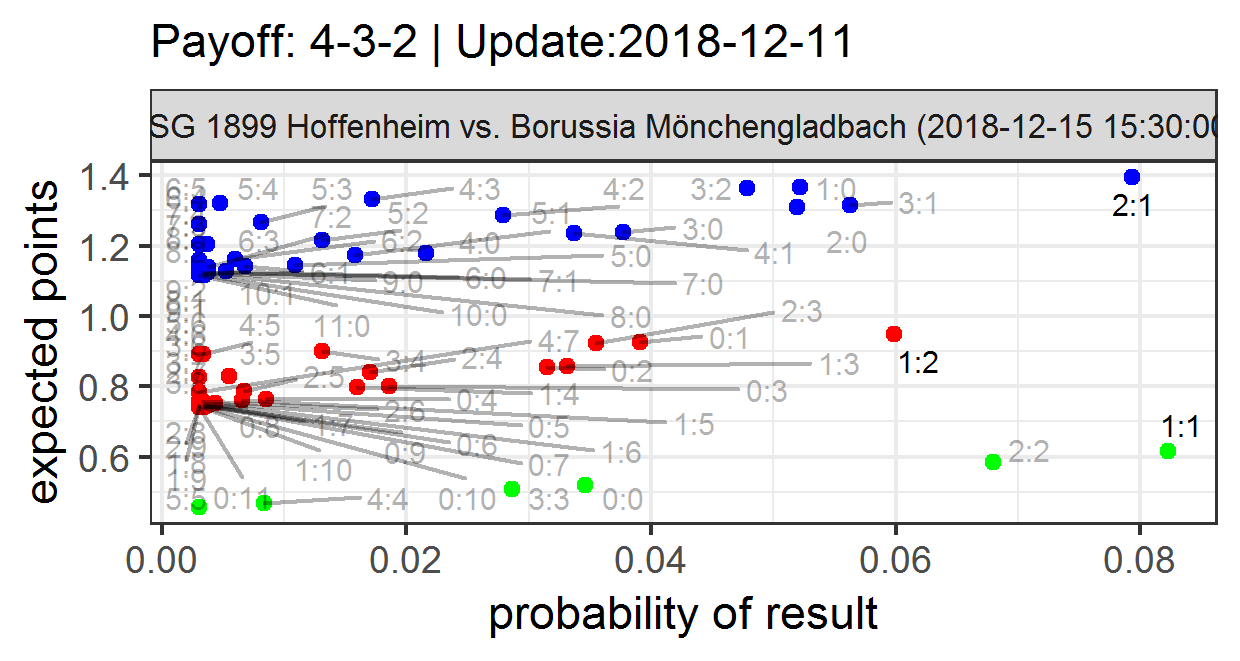 Payoff: 4-3-2 | Update:2018-12-11
SG 1899 Hoffenheim vs. Borussia Mönchengladbach (2018-12-15 15:30:00
expected points
1.4
1.2
1.0
0.8
0.6
6:5 5:4 5:3 4:3 4:2 3:2 1:0 3:1 2:1
7:2 5:2 5:1 3:0 2:0
6:3 6:2 4:0 5:0 4:1
6:1 9:0 6:0 7:1 7:0
10:1 10:0 8:0 2:3
4:5 11:0 4:7 0:1
3:5 3:4 2:4 0:2 1:3 1:2
2:5 1:4 0:3
2:6 0:4
0:8 1:7 0:5 1:5 1:1
0:9 0:6 1:6 2:2
1:10 0:7
5:5 0:11 4:4 0:10 3:3 0:0
0.00 0.02 0.04 0.06 0.08
probability of result